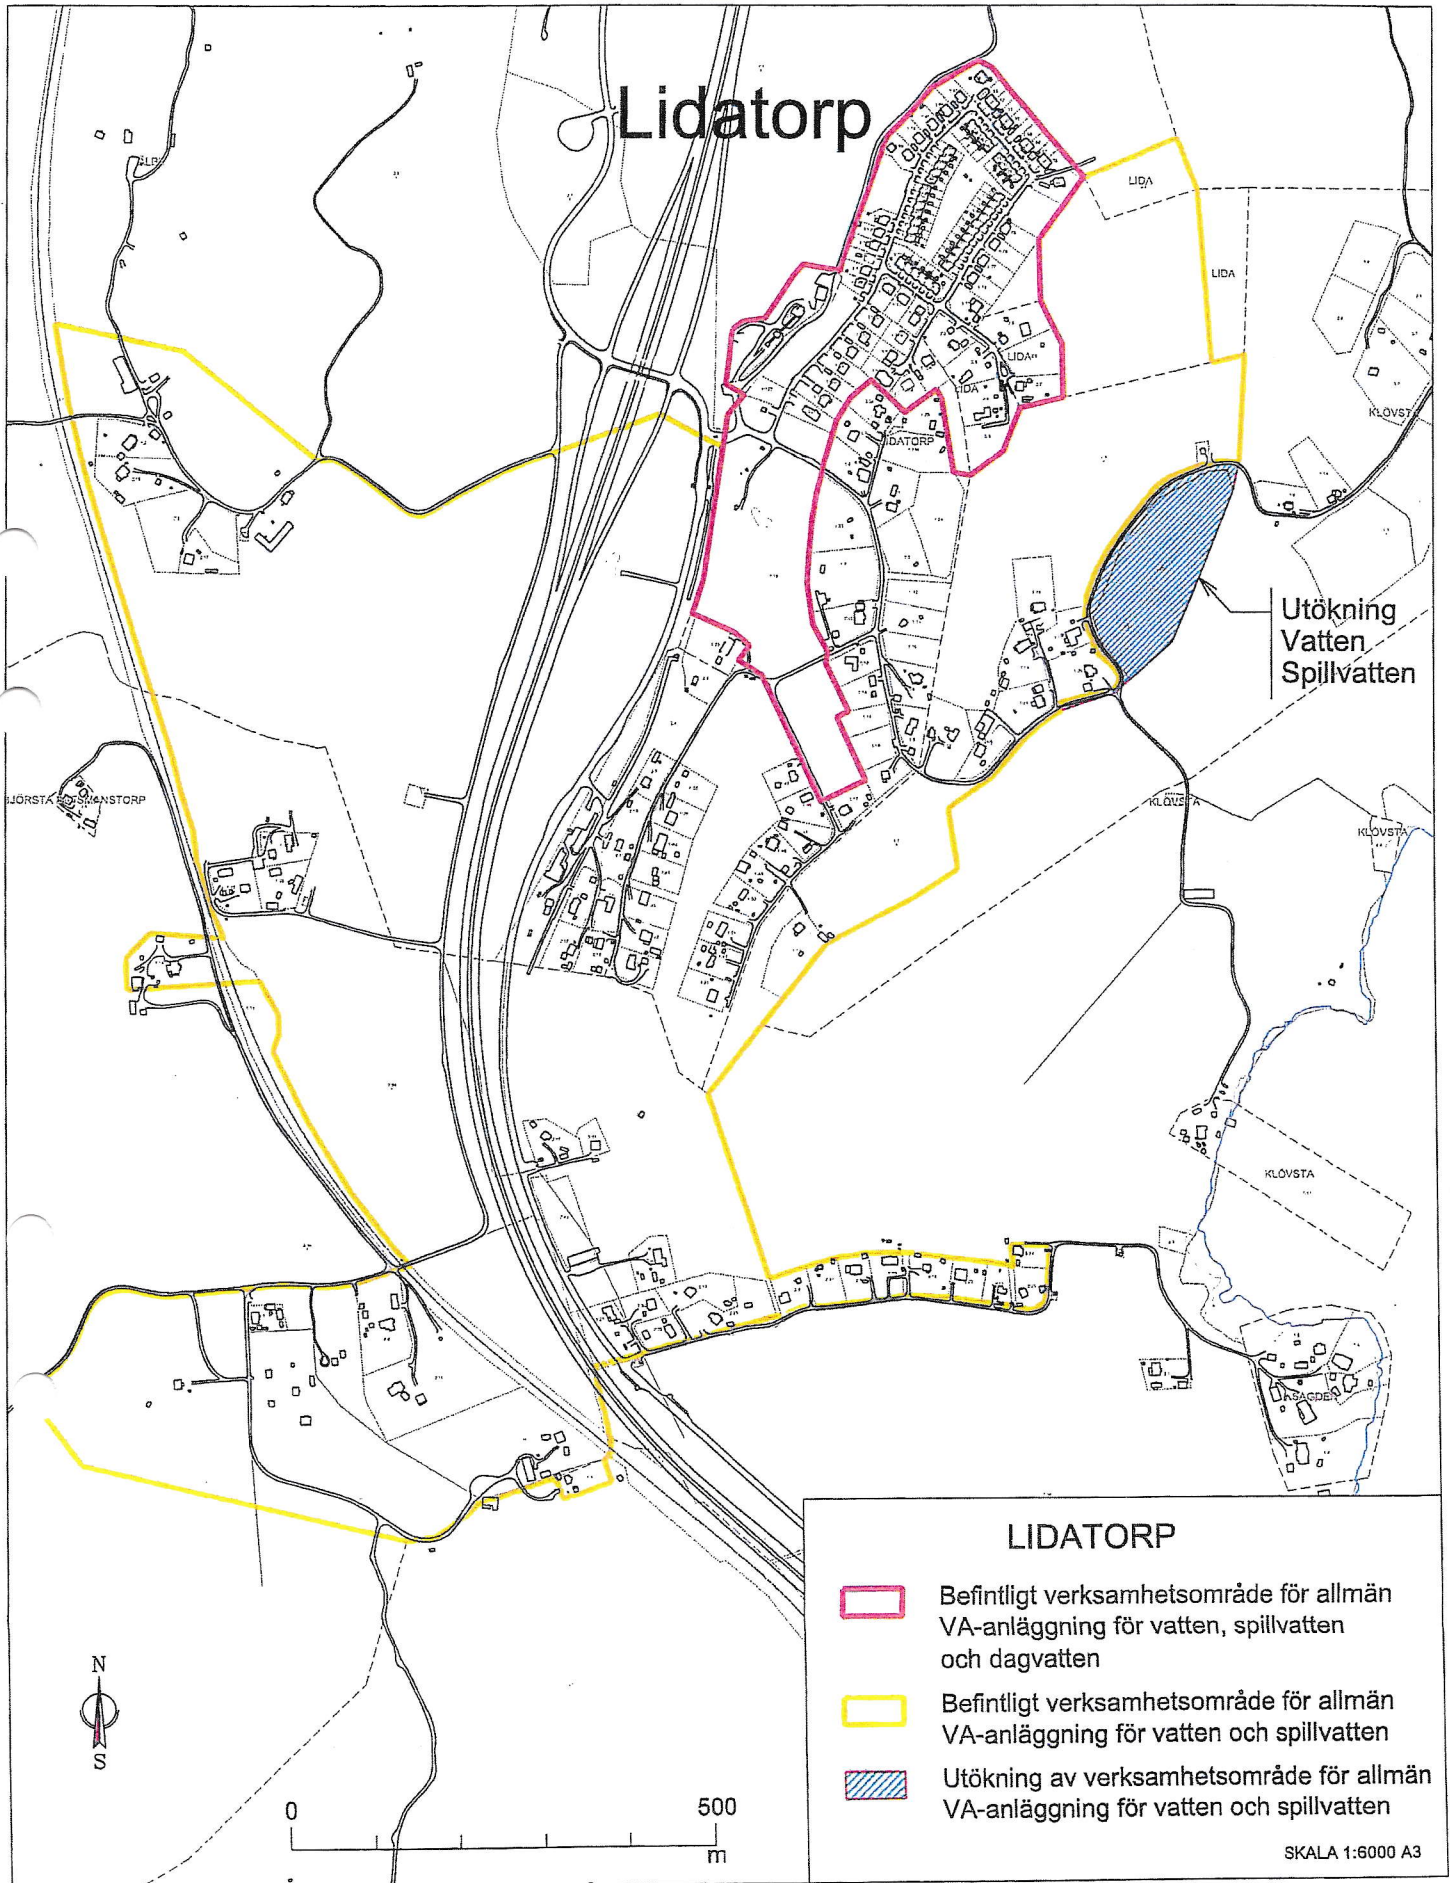 Lidatorp
LIDA
LIDA
LIDA
LIDA
KLÖVSTA
Utökning
Vatten
Spillvatten
KLÖVSTA
KLÖVSTA
KLÖVSTA
LIDATORP
Befintligt verksamhetsområde för allmän
VA-anläggning för vatten, spillvatten
och dagvatten
Befintligt verksamhetsområde för allmän
VA-anläggning för vatten och spillvatten
Utökning av verksamhetsområde för allmän
VA-anläggning för vatten och spillvatten
SKALA 1:6000 A3
N
S
0
500
m